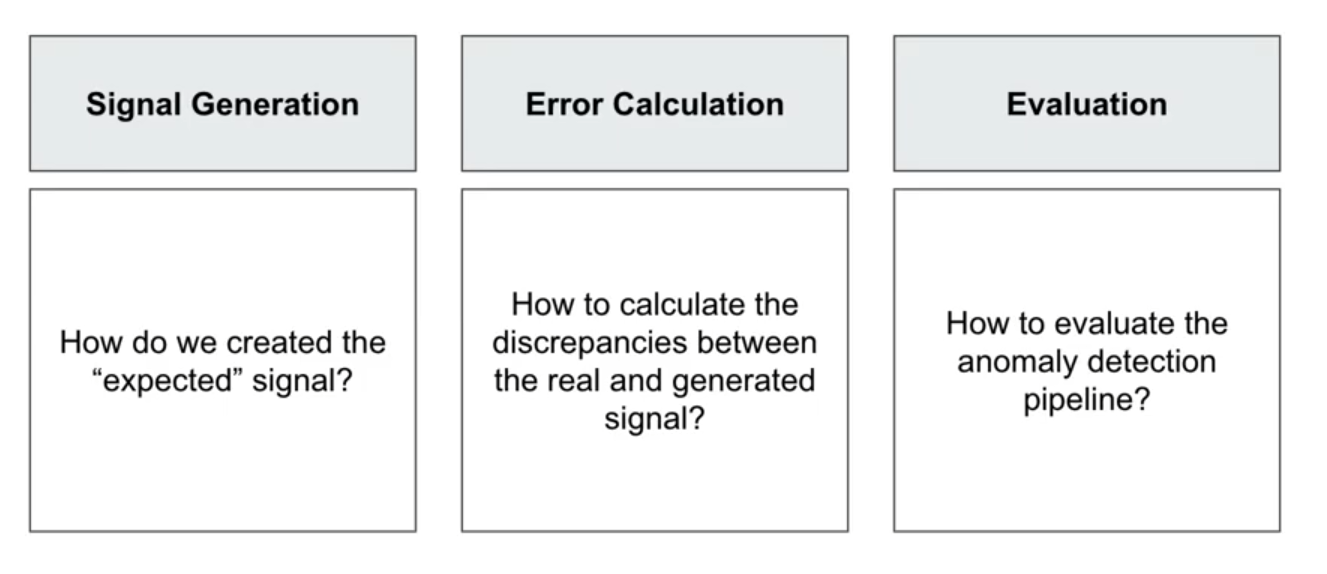 Signal Generation
Error Calculation
Evaluation
How do we created the
“expected” signal?
How to calculate the
discrepancies between
the real and generated
signal?
How to evaluate the
anomaly detection
pipeline?